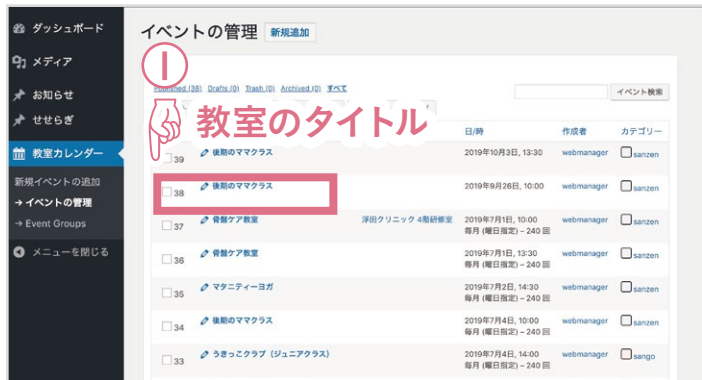 ダッシュボード
メディア
お知らせ
せせらぎ
教室カレンダー
新規イベントの追加
→ イベントの管理
→ Event Groups
メニューを閉じる
イベントの管理 新規追加
①
Published (38) Drafts (0) Trash (0) Archived (0) すべて
イベント検索
教室のタイトル
日/時 作成者 カテゴリー
39 後期のママクラス 2019年10月3日, 13:30 webmanager sanzen
38 後期のママクラス 2019年9月26日, 10:00 webmanager sanzen
37 骨盤ケア教室 浮田クリニック 4階研修室 2019年7月1日, 10:00 webmanager sanzen
毎月 (曜日指定) – 240 回
36 骨盤ケア教室 2019年7月1日, 13:30 webmanager sanzen
毎月 (曜日指定) – 240 回
35 マタニティーヨガ 2019年7月2日, 14:30 webmanager sanzen
毎月 (曜日指定) – 240 回
34 後期のママクラス 2019年7月4日, 10:00 webmanager sanzen
毎月 (曜日指定) – 240 回
33 うきっこクラブ（ジュニアクラス） 2019年7月4日, 14:00 webmanager sango
毎月 (曜日指定) – 240 回